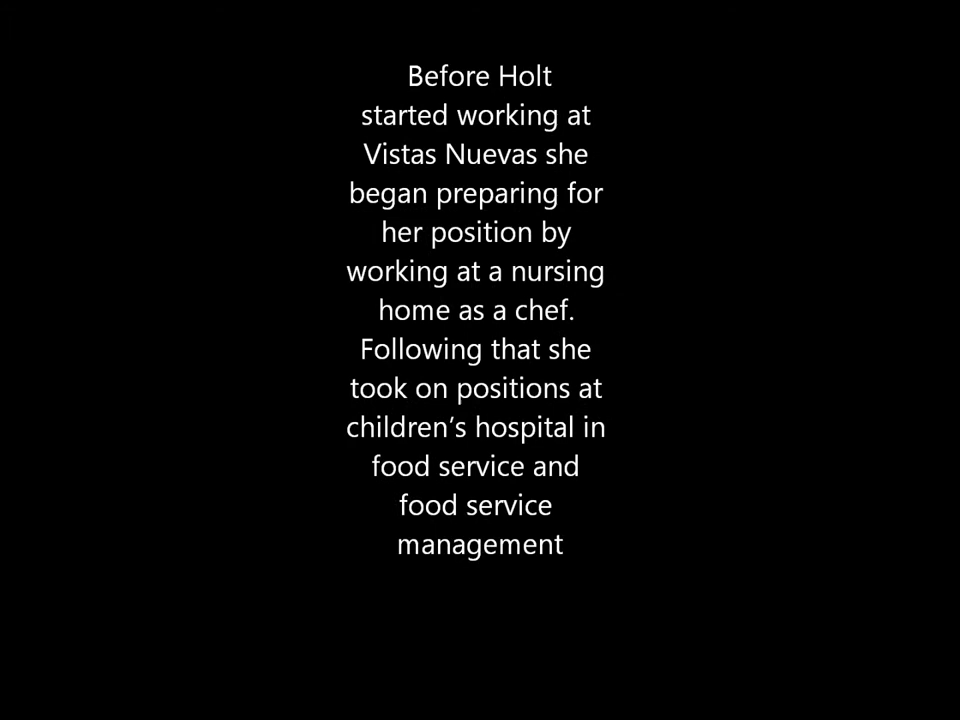 Before Holt
started working at
Vistas Nuevas she
began preparing for
her position by
working at a nursing
home as a chef.
Following that she
took on positions at
children’s hospital in
food service and
food service
management